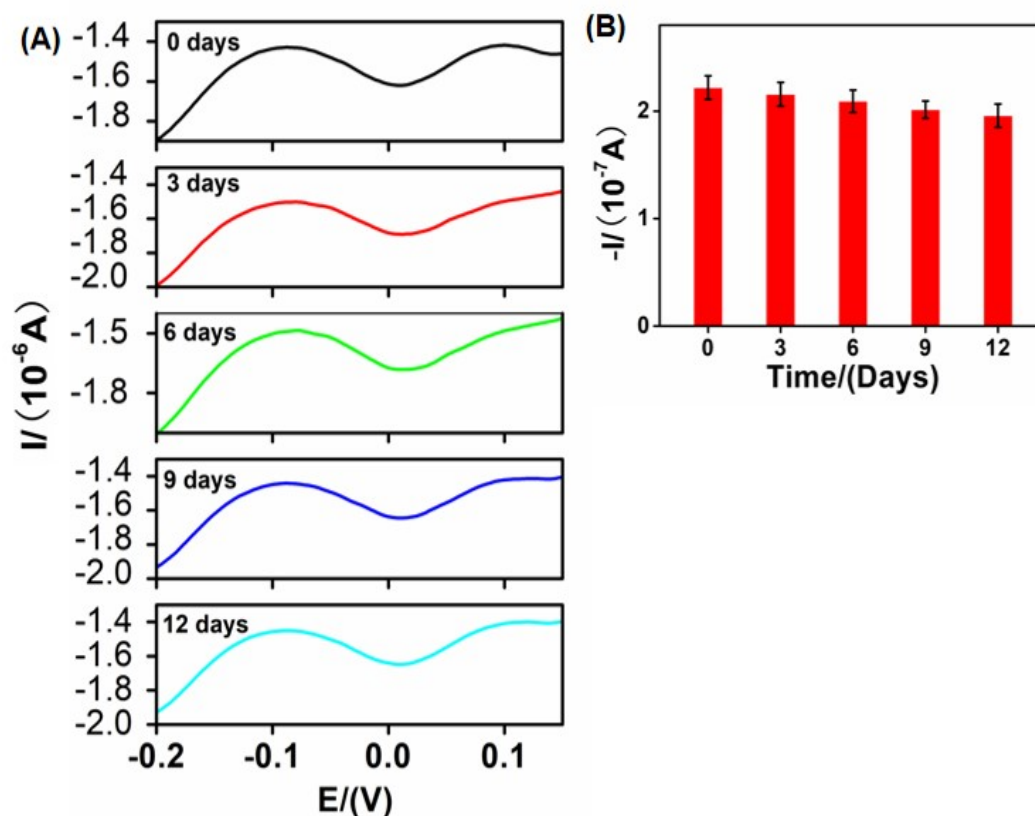 (A)
I/(10⁻⁶A)
0 days
-1.4
-1.6
-1.8
3 days
-1.4
-1.6
-1.8
-2.0
6 days
-1.5
-1.8
9 days
-1.4
-1.6
-1.8
-2.0
12 days
-1.4
-1.6
-1.8
-2.0
-0.2 -0.1 0.0 0.1
E/(V)
(B)
-I/(10⁻⁷A)
2
1
0
0 3 6 9 12
Time/(Days)